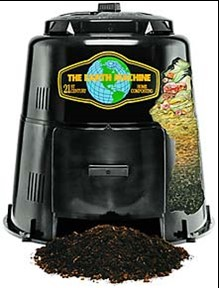 THE EARTH MACHINE
21ST CENTURY
HOME COMPOSTING